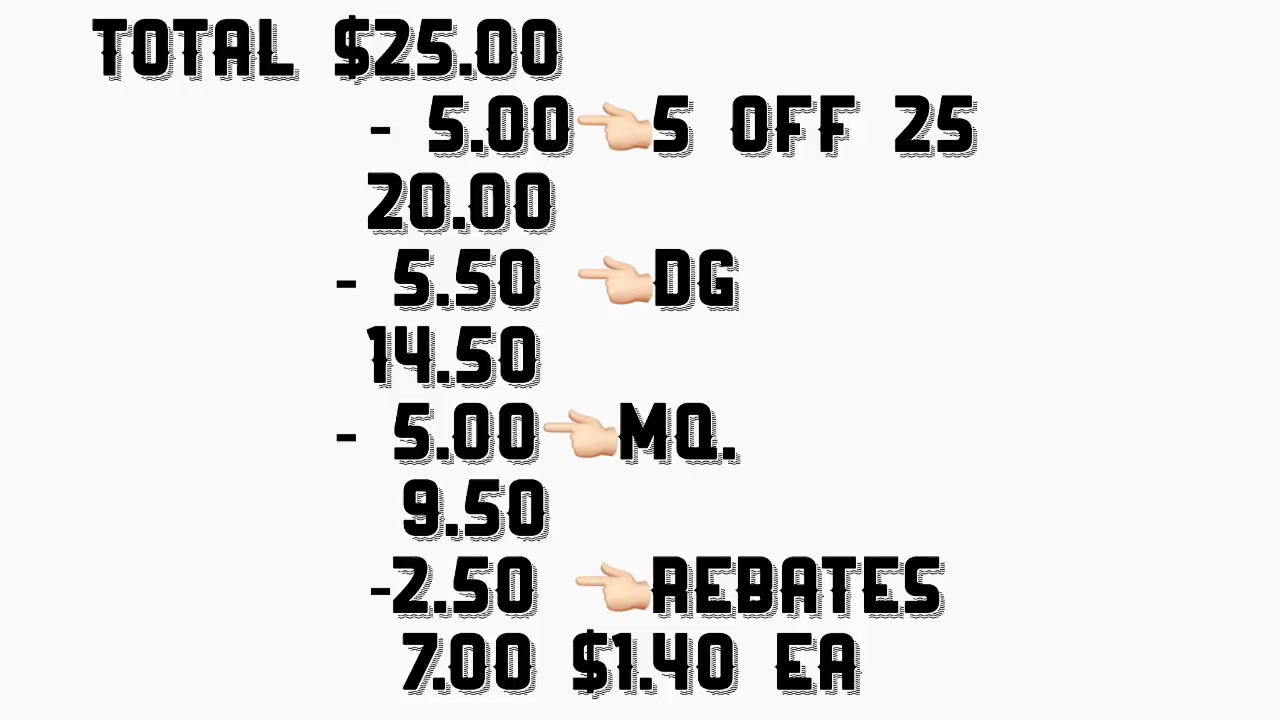 TOTAL $25.00
- 5.00👈🏻5 OFF 25
20.00
- 5.50 👈🏻DG
14.50
- 5.00👈🏻MQ.
9.50
-2.50 👈🏻REBATES
7.00 $1.40 EA